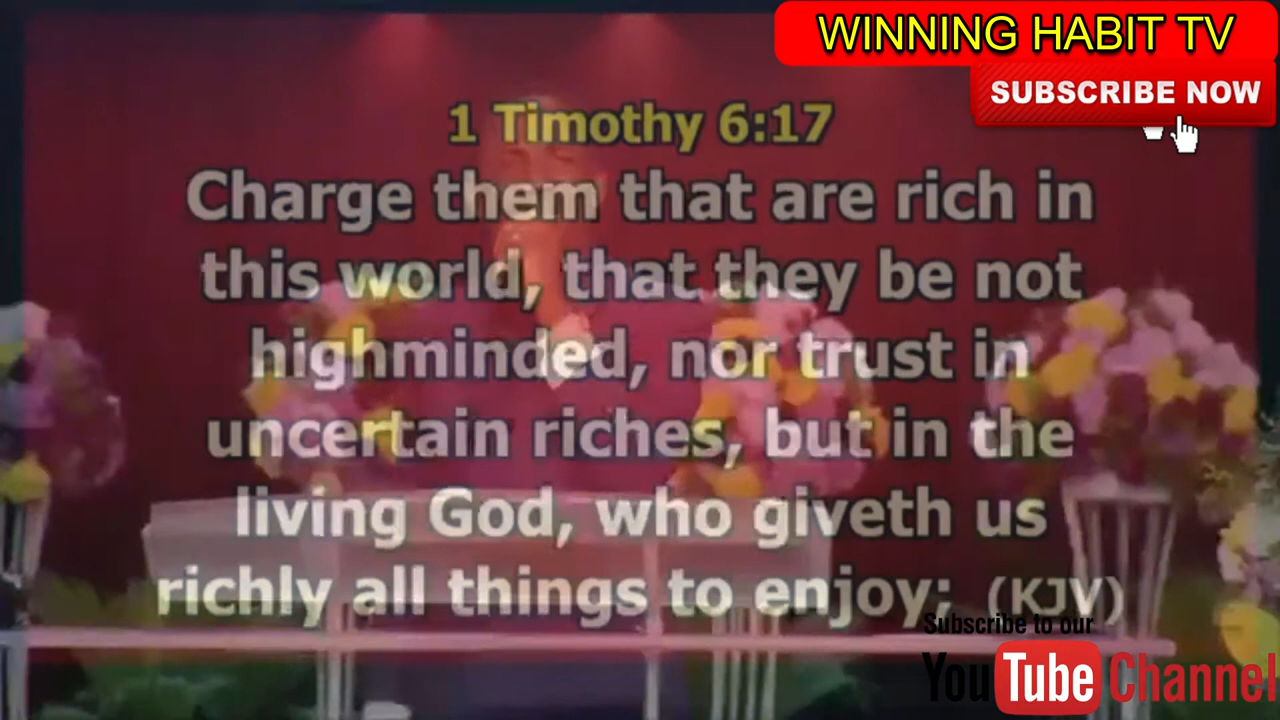 WINNING HABIT TV
SUBSCRIBE NOW
1 Timothy 6:17
Charge them that are rich in
this world, that they be not
highminded, nor trust in
uncertain riches, but in the
living God, who giveth us
richly all things to enjoy; (KJV)
Subscribe to our
YouTube Channel